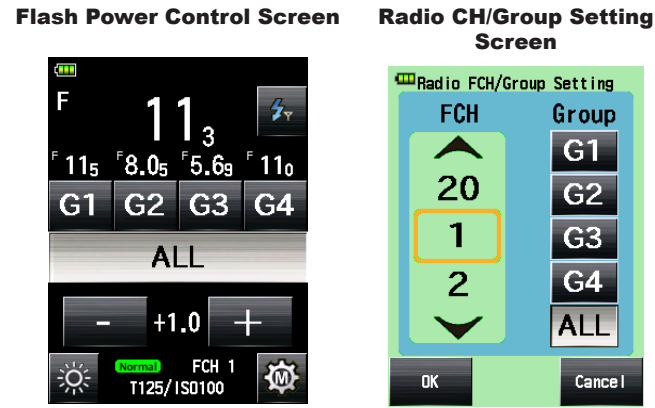 Flash Power Control Screen
F 11 3
F 11 5 F 8.0 5 F 5.6 9 F 11 0
G1 G2 G3 G4
ALL
- +1.0 +
Normal FCH 1
T125/ISO100
M
Radio CH/Group Setting
Screen
Radio FCH/Group Setting
FCH Group
G1
20 G2
1 G3
2 G4
ALL
OK Cancel